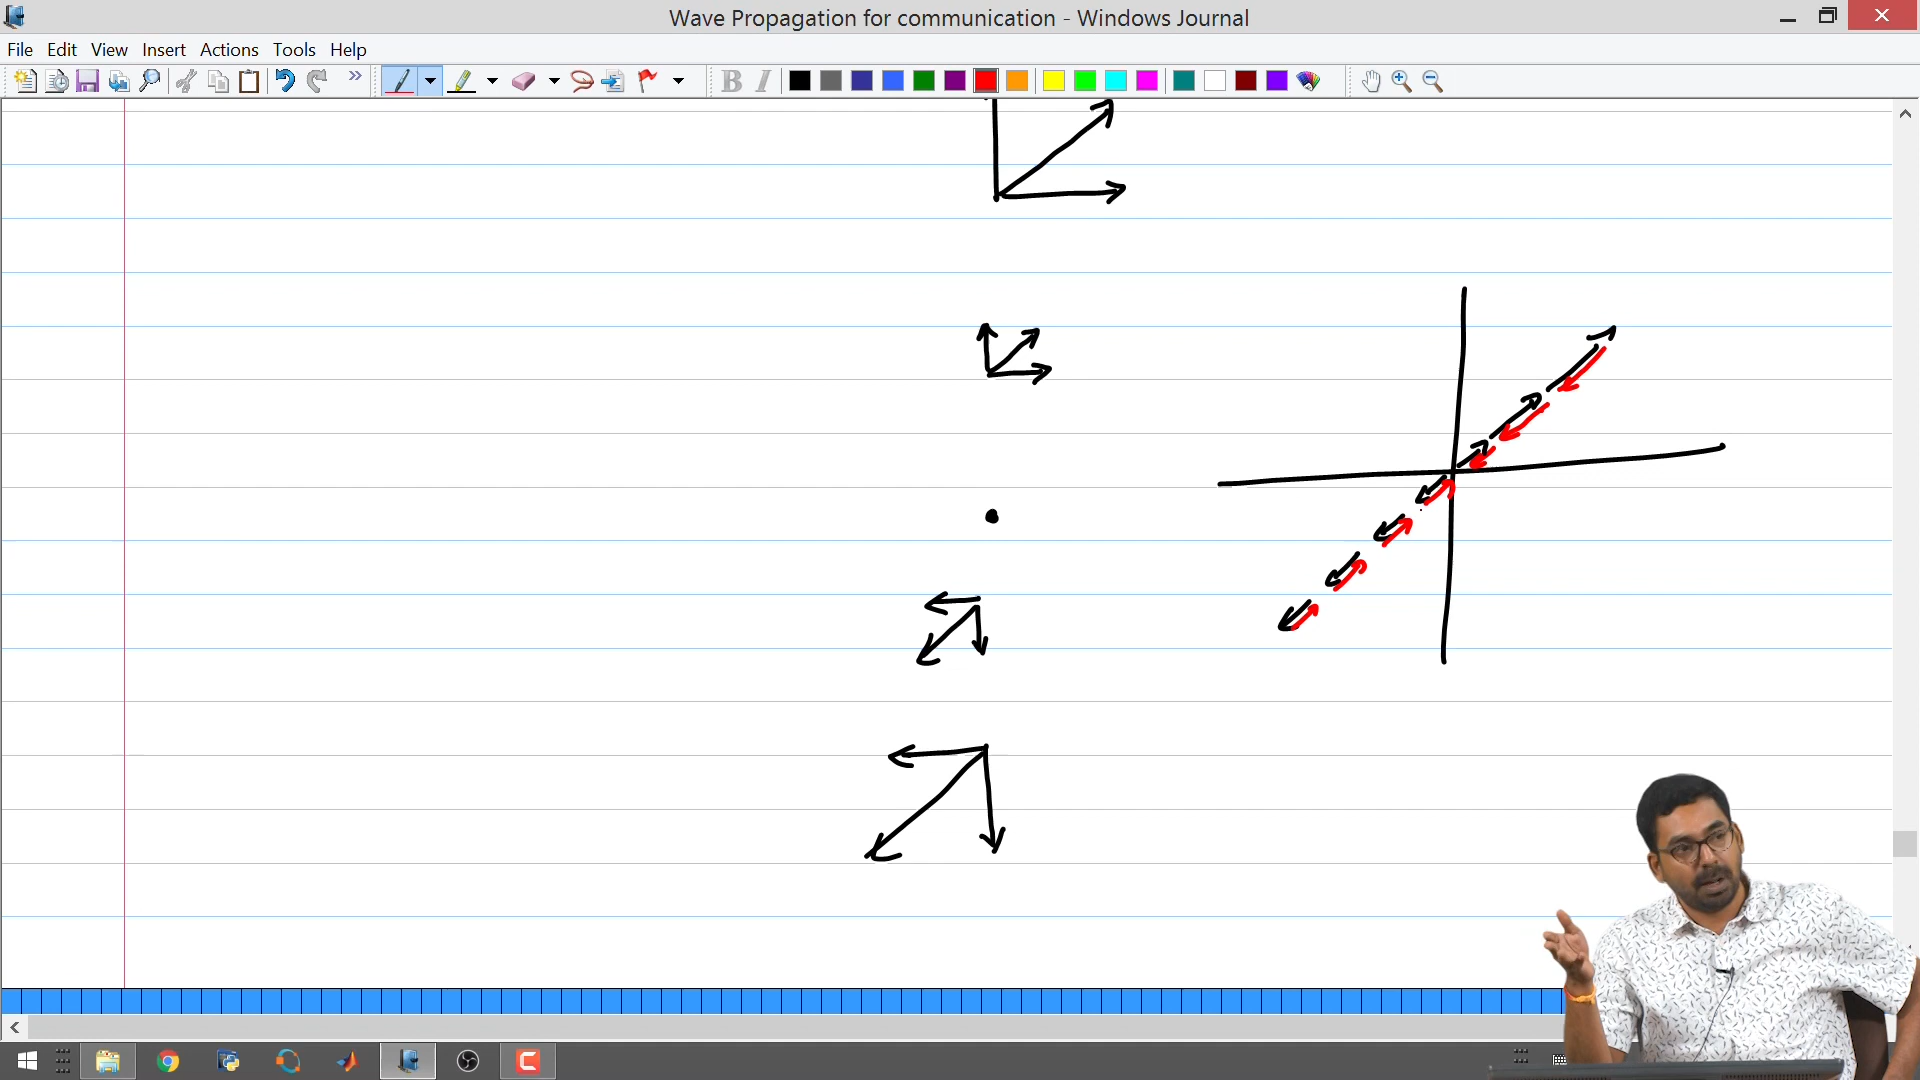 Wave Propagation for communication - Windows Journal
File Edit View Insert Actions Tools Help
B I